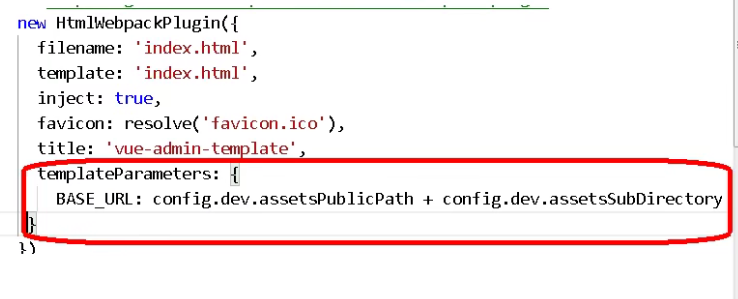 new HtmlWebpackPlugin({
filename: 'index.html',
template: 'index.html',
inject: true,
favicon: resolve('favicon.ico'),
title: 'vue-admin-template',
templateParameters: {
BASE_URL: config.dev.assetsPublicPath + config.dev.assetsSubDirectory
}
})